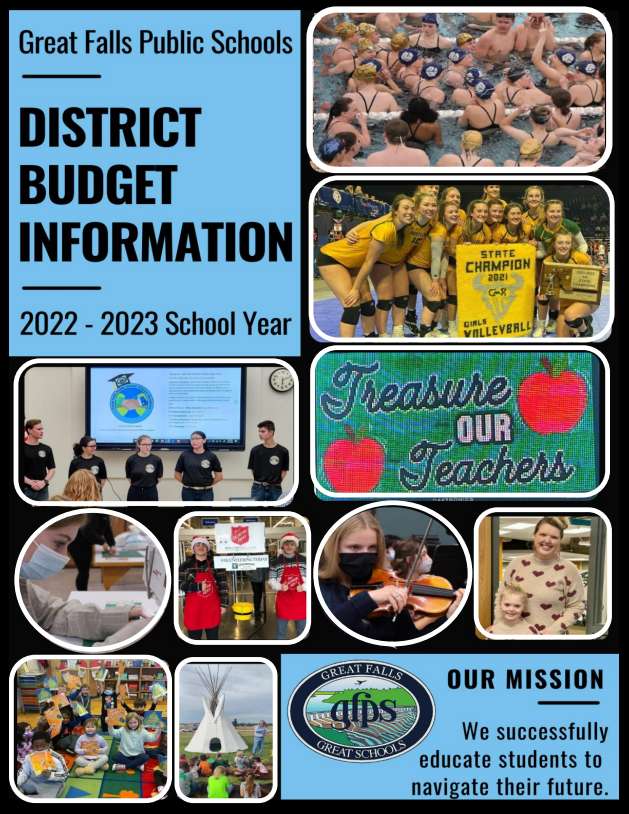 Great Falls Public Schools
DISTRICT
BUDGET
INFORMATION
2022 - 2023 School Year
STATE
CHAMPION
2021
GIRLS
VOLLEYBALL
Treasure
OUR
Teachers
GREAT FALLS
gfps
GREAT SCHOOLS
OUR MISSION
We successfully
educate students to
navigate their future.